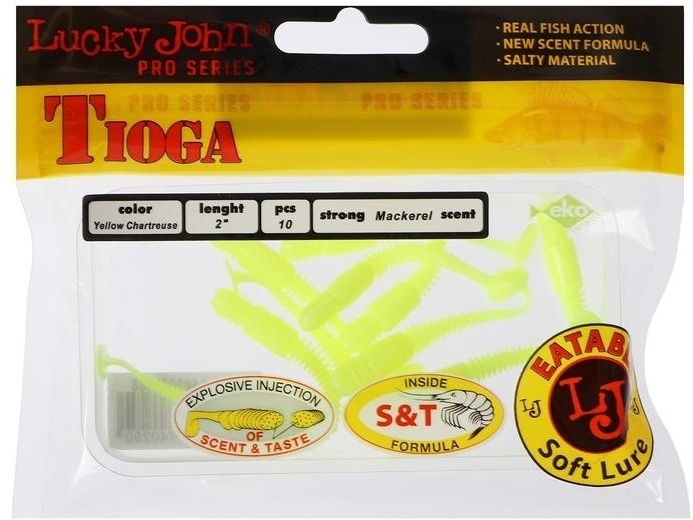 Lucky John®
PRO SERIES
· REAL FISH ACTION
· NEW SCENT FORMULA
· SALTY MATERIAL
PRO SERIES PRO SERIES
TIOGA
color
Yellow Chartreuse
lenght
2"
pcs
10
strong Mackerel scent
eko
EXPLOSIVE INJECTION
OF
SCENT & TASTE
INSIDE
S&T
FORMULA
EATABL
LJ LJ LJ
Soft Lure